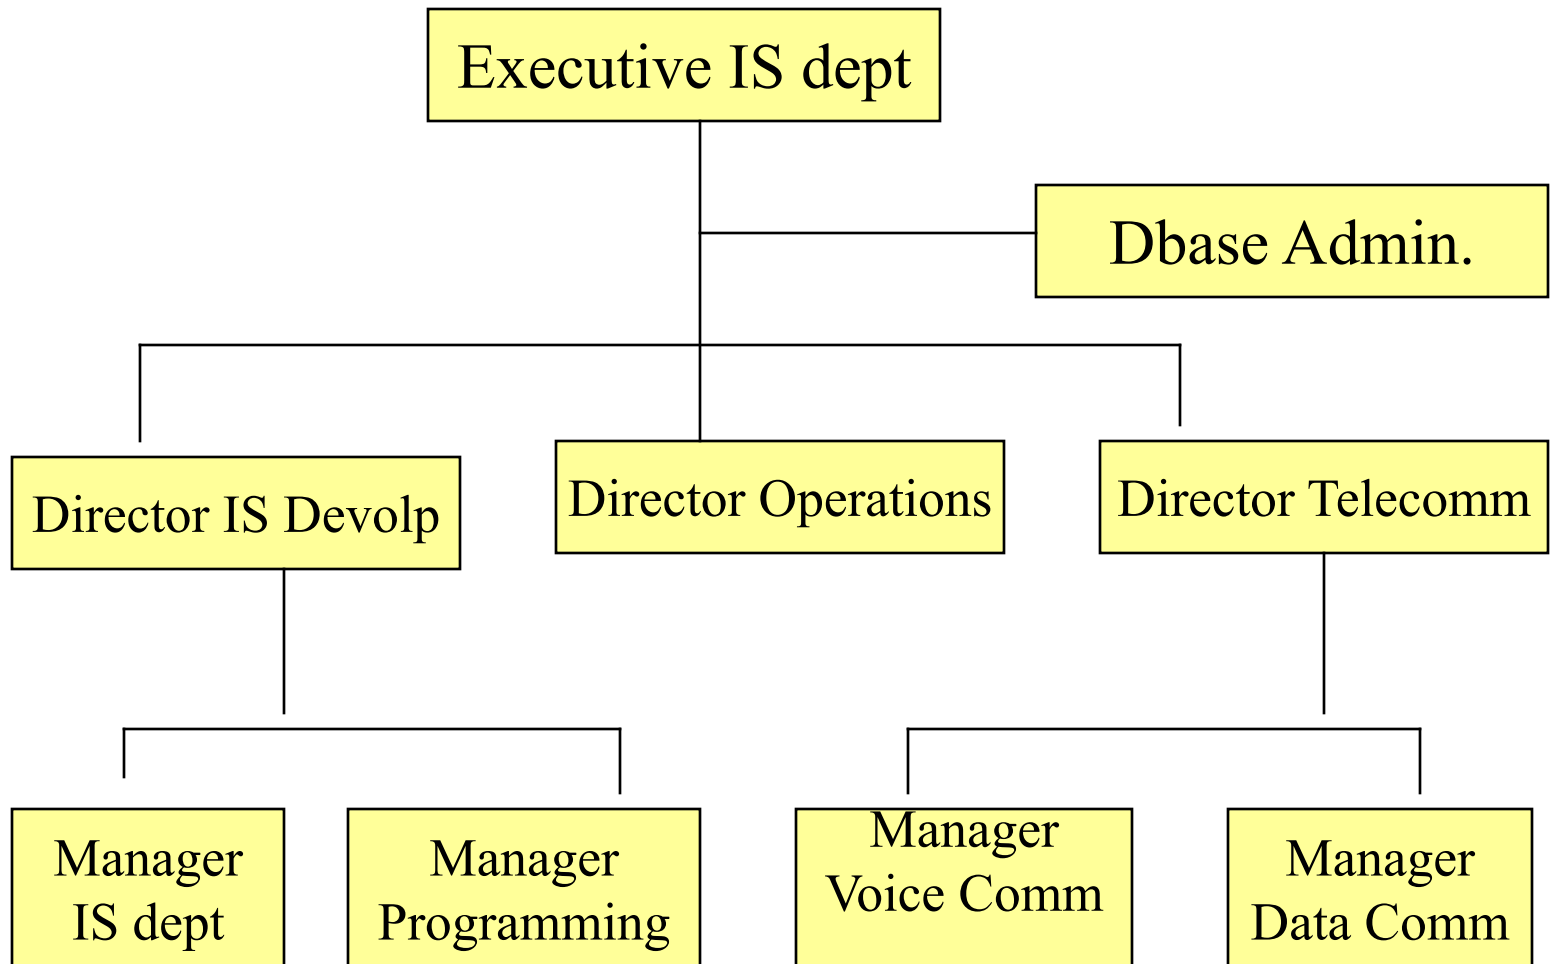 Executive IS dept
Dbase Admin.
Director IS Devolp
Director Operations
Director Telecomm
Manager
IS dept
Manager
Programming
Manager
Voice Comm
Manager
Data Comm